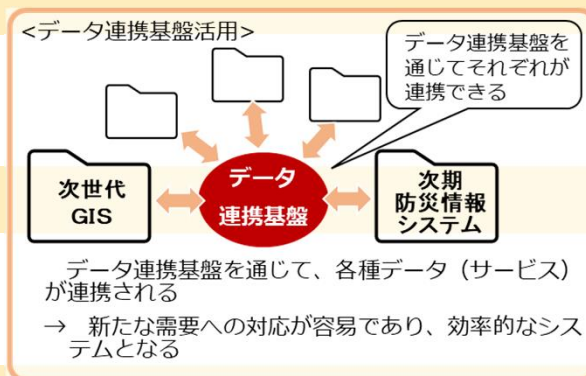 <データ連携基盤活用>
データ連携基盤を
通じてそれぞれが
連携できる
次世代
GIS
データ
連携基盤
次期
防災情報
システム
データ連携基盤を通じて、各種データ（サービス）
が連携される
→　新たな需要への対応が容易であり、効率的なシス
テムとなる